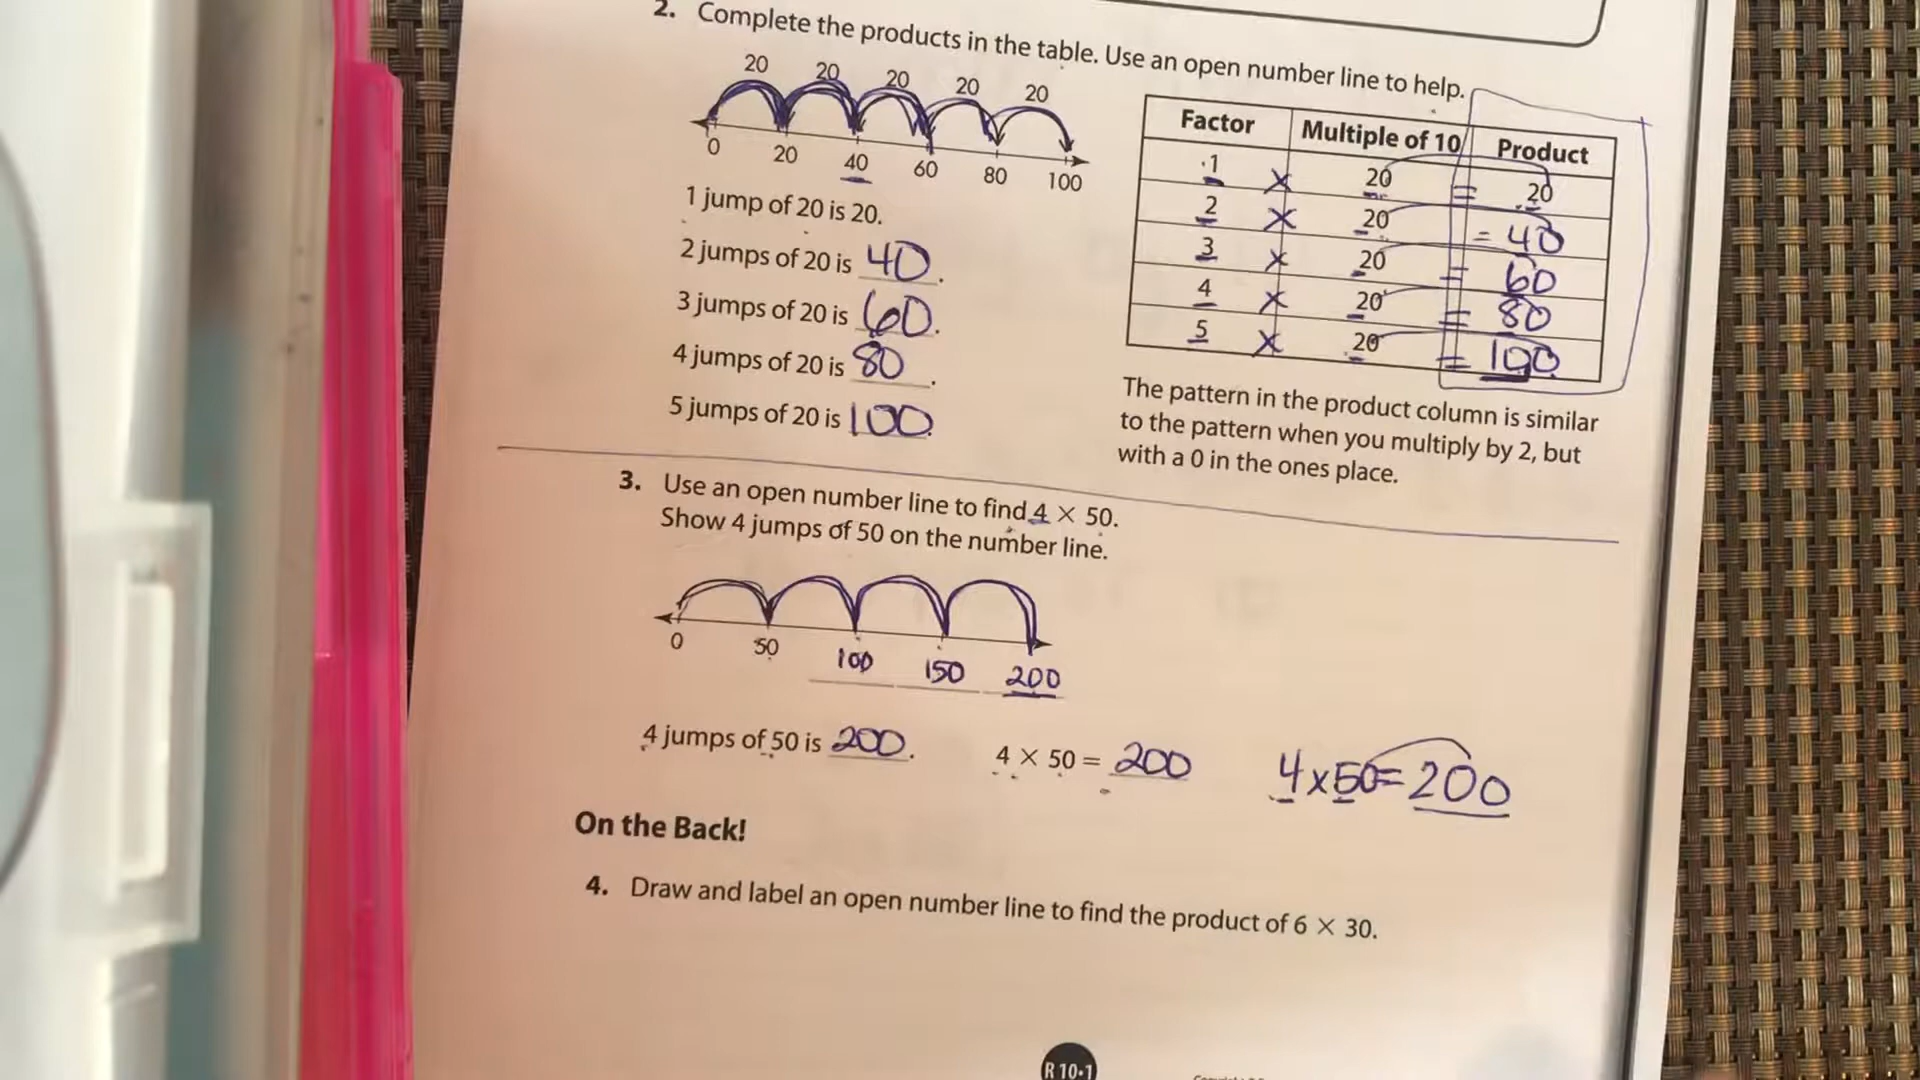 2. Complete the products in the table. Use an open number line to help.
20 20 20 20 20
0 20 40 60 80 100
1 jump of 20 is 20.
2 jumps of 20 is 40.
3 jumps of 20 is 60.
4 jumps of 20 is 80.
5 jumps of 20 is 100.
Factor Multiple of 10 Product
1 × 20 = 20
2 × 20 = 40
3 × 20 = 60
4 × 20 = 80
5 × 20 = 100
The pattern in the product column is similar
to the pattern when you multiply by 2, but
with a 0 in the ones place.
3. Use an open number line to find 4 × 50.
Show 4 jumps of 50 on the number line.
0 50 100 150 200
4 jumps of 50 is 200. 4 × 50 = 200 4×50=200
On the Back!
4. Draw and label an open number line to find the product of 6 × 30.
R 10•1